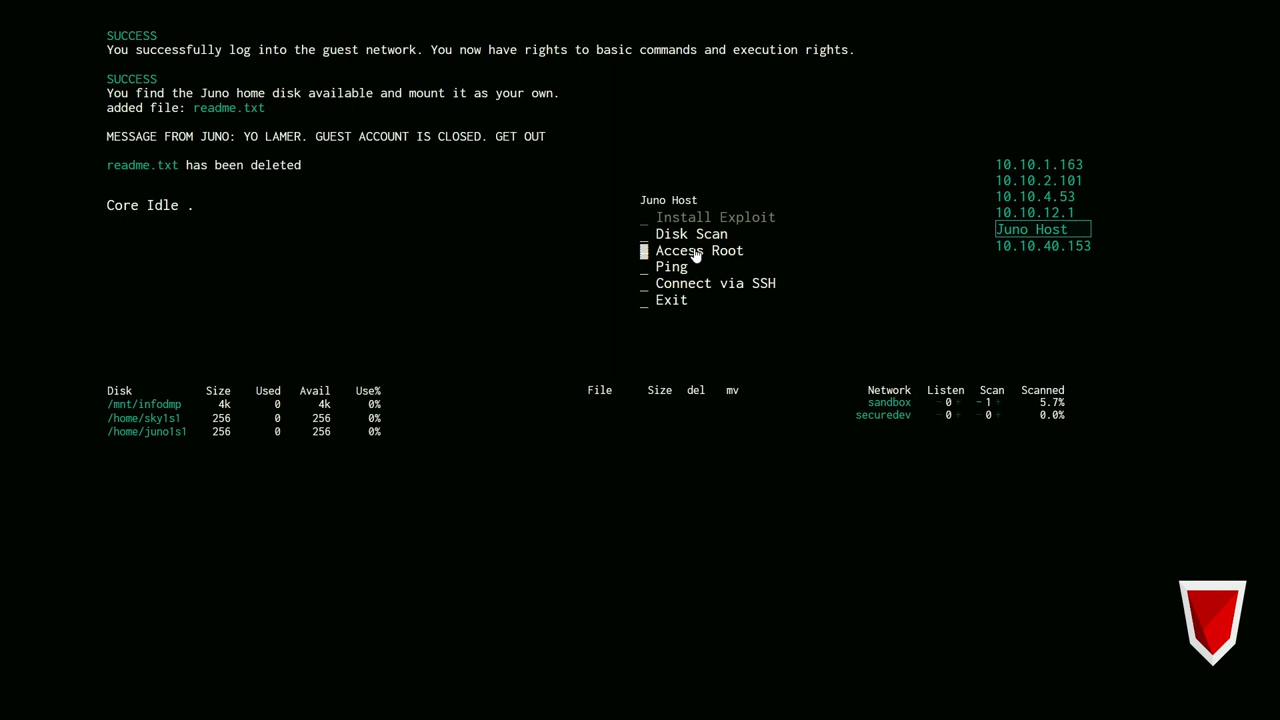 SUCCESS
You successfully log into the guest network. You now have rights to basic commands and execution rights.
SUCCESS
You find the Juno home disk available and mount it as your own.
added file: readme.txt
MESSAGE FROM JUNO: YO LAMER. GUEST ACCOUNT IS CLOSED. GET OUT
readme.txt has been deleted
Core Idle .
Juno Host
_ Install Exploit
_ Disk Scan
Access Root
_ Ping
_ Connect via SSH
_ Exit
10.10.1.163
10.10.2.101
10.10.4.53
10.10.12.1
Juno Host
10.10.40.153
Disk Size Used Avail Use%
/mnt/infodmp 4k 0 4k 0%
/home/sky1s1 256 0 256 0%
/home/juno1s1 256 0 256 0%
File Size del mv
Network Listen Scan Scanned
sandbox - 0 + - 1 + 5.7%
securedev - 0 + - 0 + 0.0%